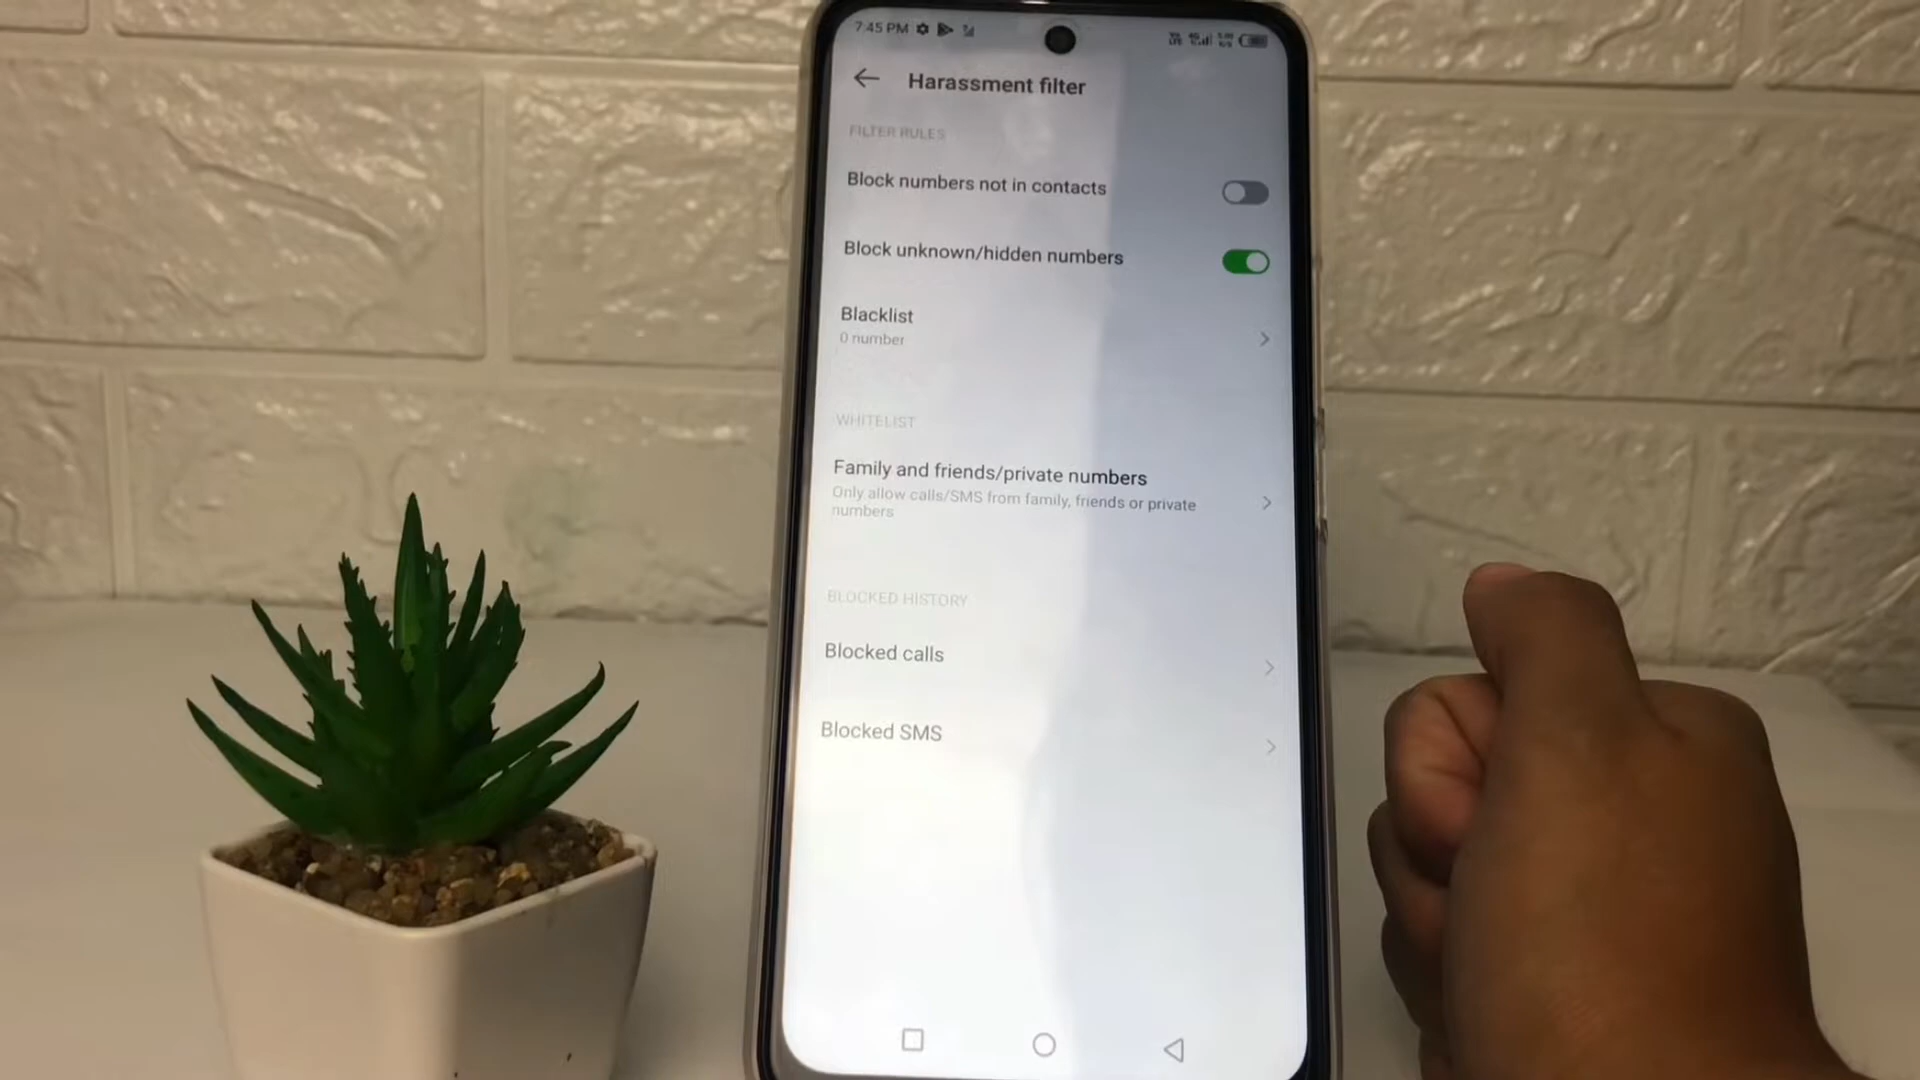 7:45 PM
Harassment filter
FILTER RULES
Block numbers not in contacts
Block unknown/hidden numbers
Blacklist
0 number
WHITELIST
Family and friends/private numbers
Only allow calls/SMS from family, friends or private
numbers
BLOCKED HISTORY
Blocked calls
Blocked SMS